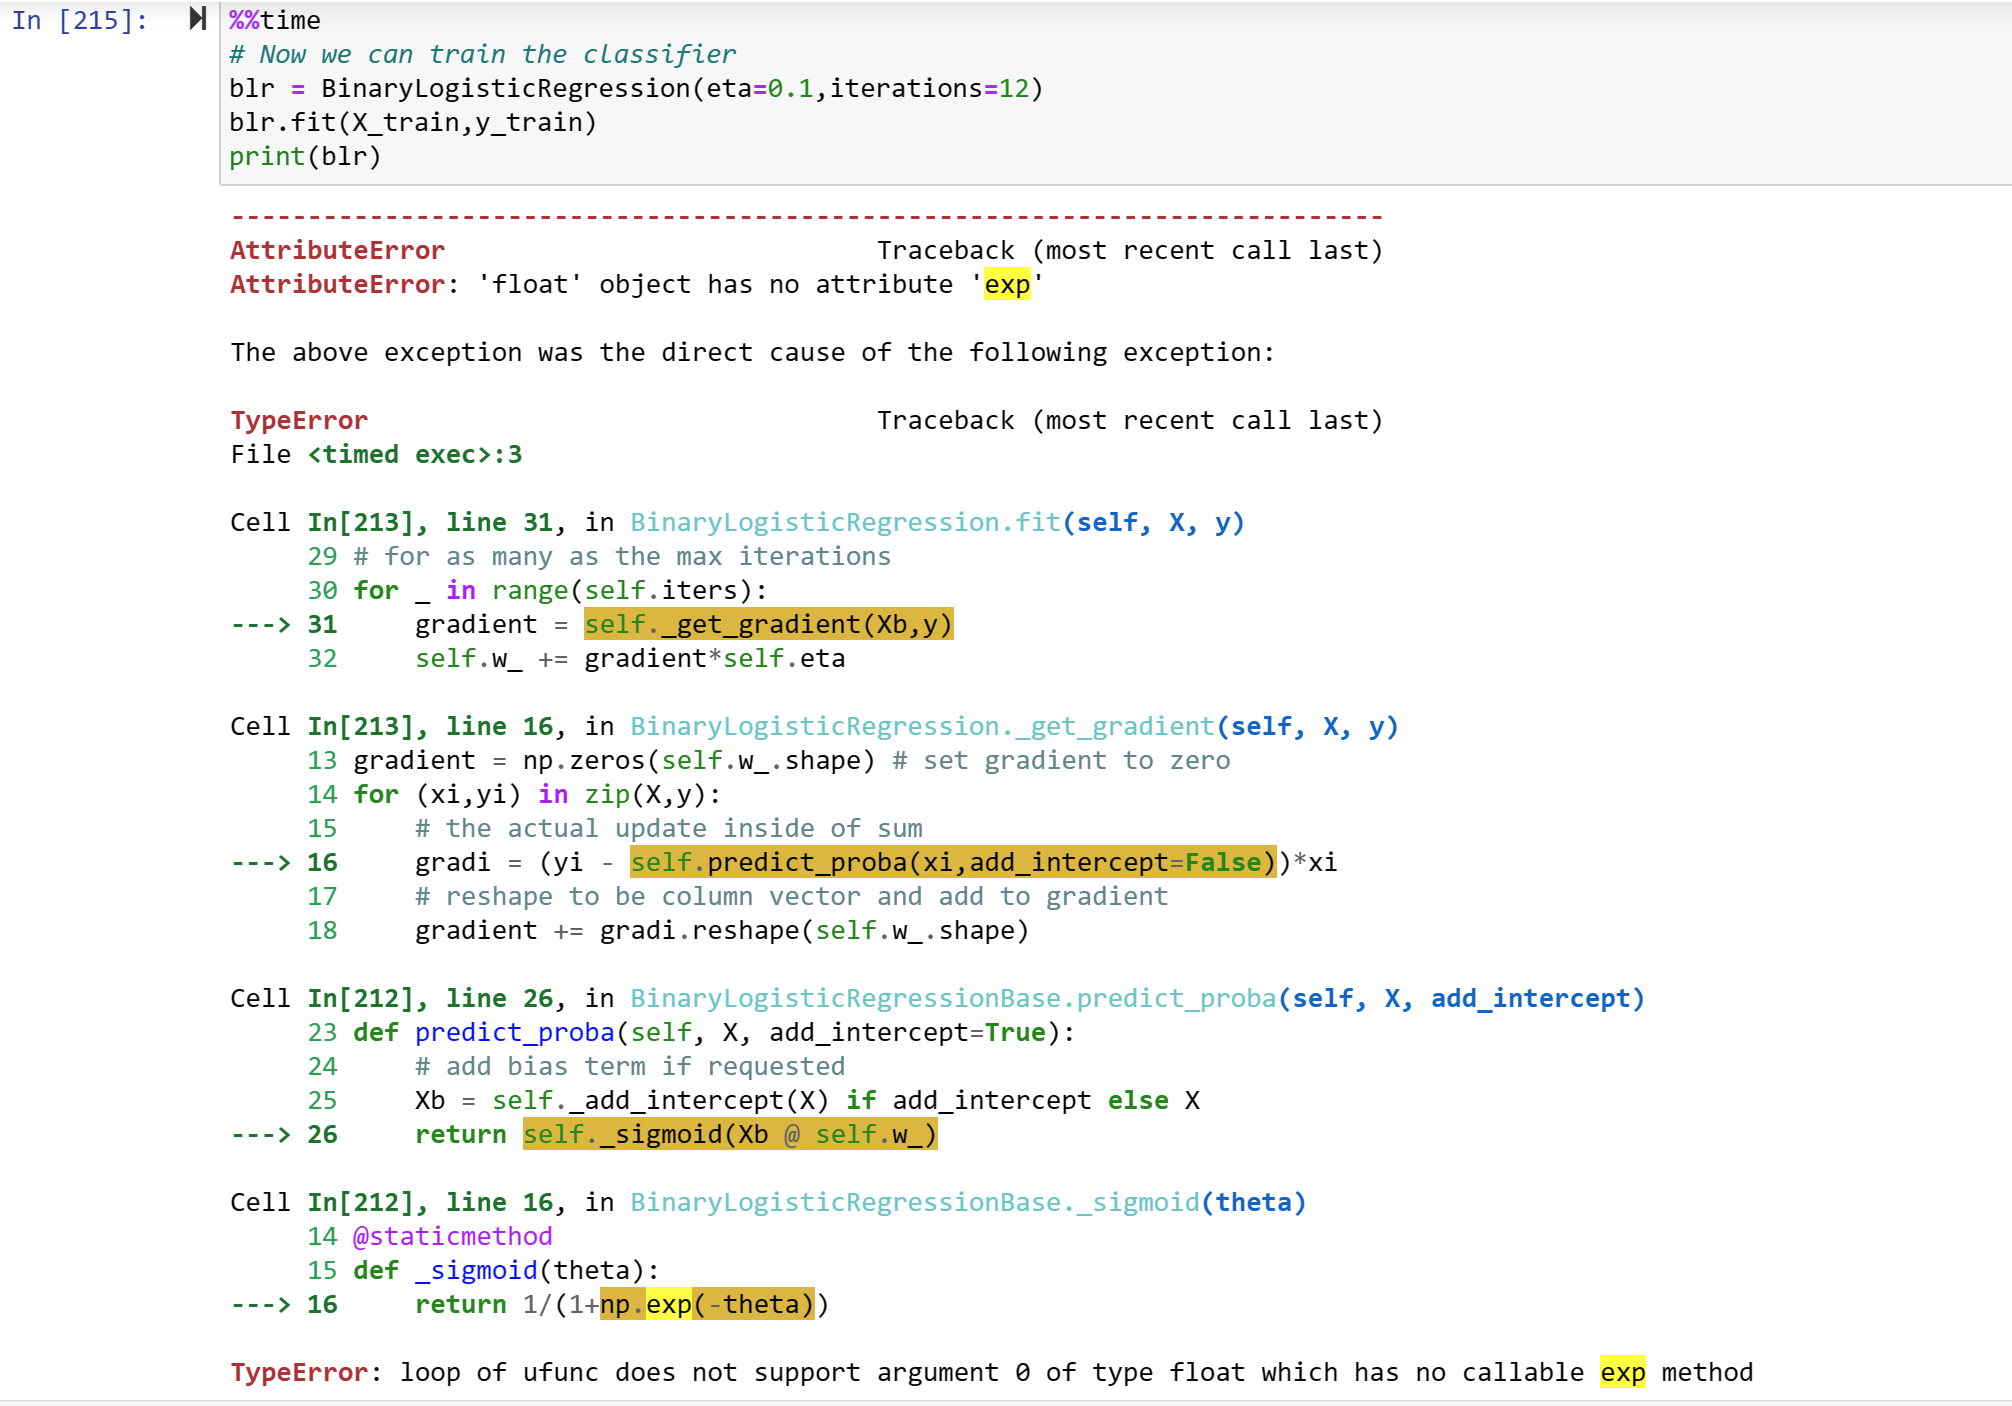 In [215]:
%%time
# Now we can train the classifier
blr = BinaryLogisticRegression(eta=0.1,iterations=12)
blr.fit(X_train,y_train)
print(blr)
---------------------------------------------------------------------------
AttributeError                            Traceback (most recent call last)
AttributeError: 'float' object has no attribute 'exp'
The above exception was the direct cause of the following exception:
TypeError                                 Traceback (most recent call last)
File <timed exec>:3
Cell In[213], line 31, in BinaryLogisticRegression.fit(self, X, y)
     29 # for as many as the max iterations
     30 for _ in range(self.iters):
---> 31     gradient = self._get_gradient(Xb,y)
     32     self.w_ += gradient*self.eta
Cell In[213], line 16, in BinaryLogisticRegression._get_gradient(self, X, y)
     13 gradient = np.zeros(self.w_.shape) # set gradient to zero
     14 for (xi,yi) in zip(X,y):
     15     # the actual update inside of sum
---> 16     gradi = (yi - self.predict_proba(xi,add_intercept=False))*xi
     17     # reshape to be column vector and add to gradient
     18     gradient += gradi.reshape(self.w_.shape)
Cell In[212], line 26, in BinaryLogisticRegressionBase.predict_proba(self, X, add_intercept)
     23 def predict_proba(self, X, add_intercept=True):
     24     # add bias term if requested
     25     Xb = self._add_intercept(X) if add_intercept else X
---> 26     return self._sigmoid(Xb @ self.w_)
Cell In[212], line 16, in BinaryLogisticRegressionBase._sigmoid(theta)
     14 @staticmethod
     15 def _sigmoid(theta):
---> 16     return 1/(1+np.exp(-theta))
TypeError: loop of ufunc does not support argument 0 of type float which has no callable exp method